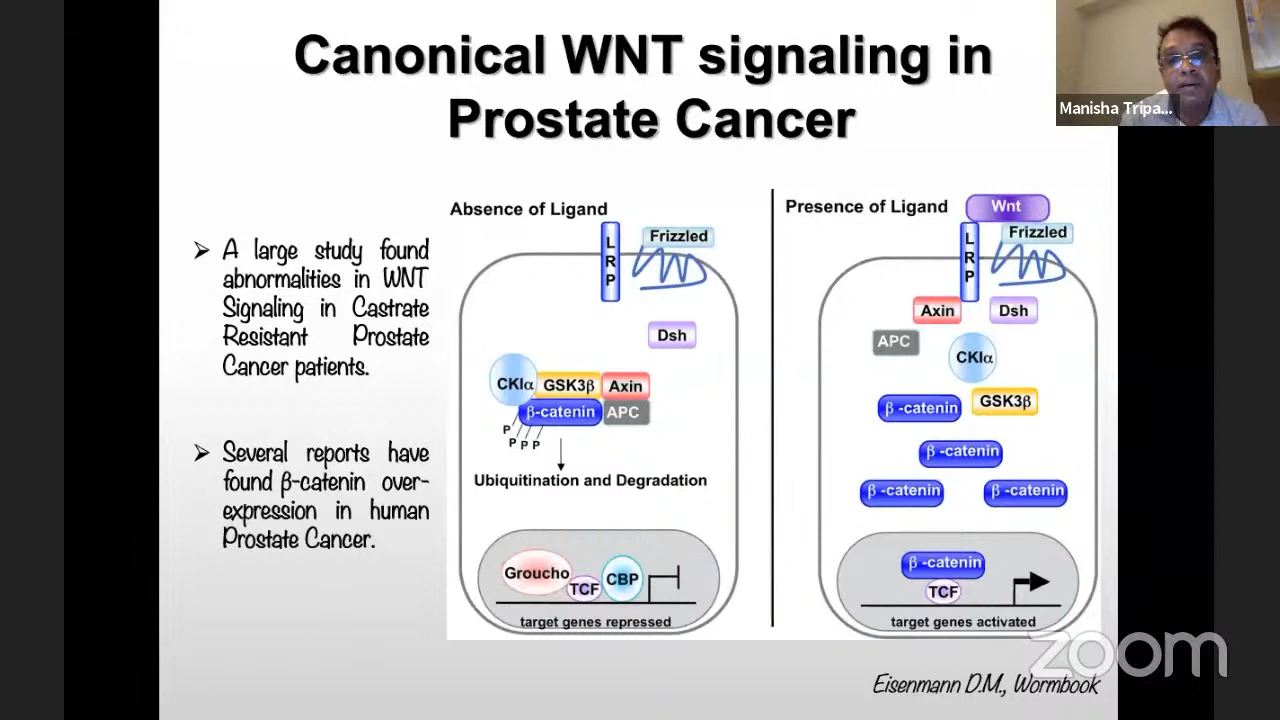 Canonical WNT signaling in
Prostate Cancer
Manisha Tripa...
➢ A large study found
abnormalities in WNT
Signaling in Castrate
Resistant Prostate
Cancer patients.
➢ Several reports have
found β-catenin over-
expression in human
Prostate Cancer.
Absence of Ligand
L
R
P
Frizzled
Dsh
CKIα
GSK3β
Axin
β-catenin
APC
P
P P P
Ubiquitination and Degradation
Groucho
TCF
CBP
target genes repressed
Presence of Ligand
Wnt
L
R
P
Frizzled
Axin
Dsh
APC
CKIα
β -catenin
GSK3β
β -catenin
β -catenin
β -catenin
β -catenin
TCF
target genes activated
zoom
Eisenmann D.M., Wormbook